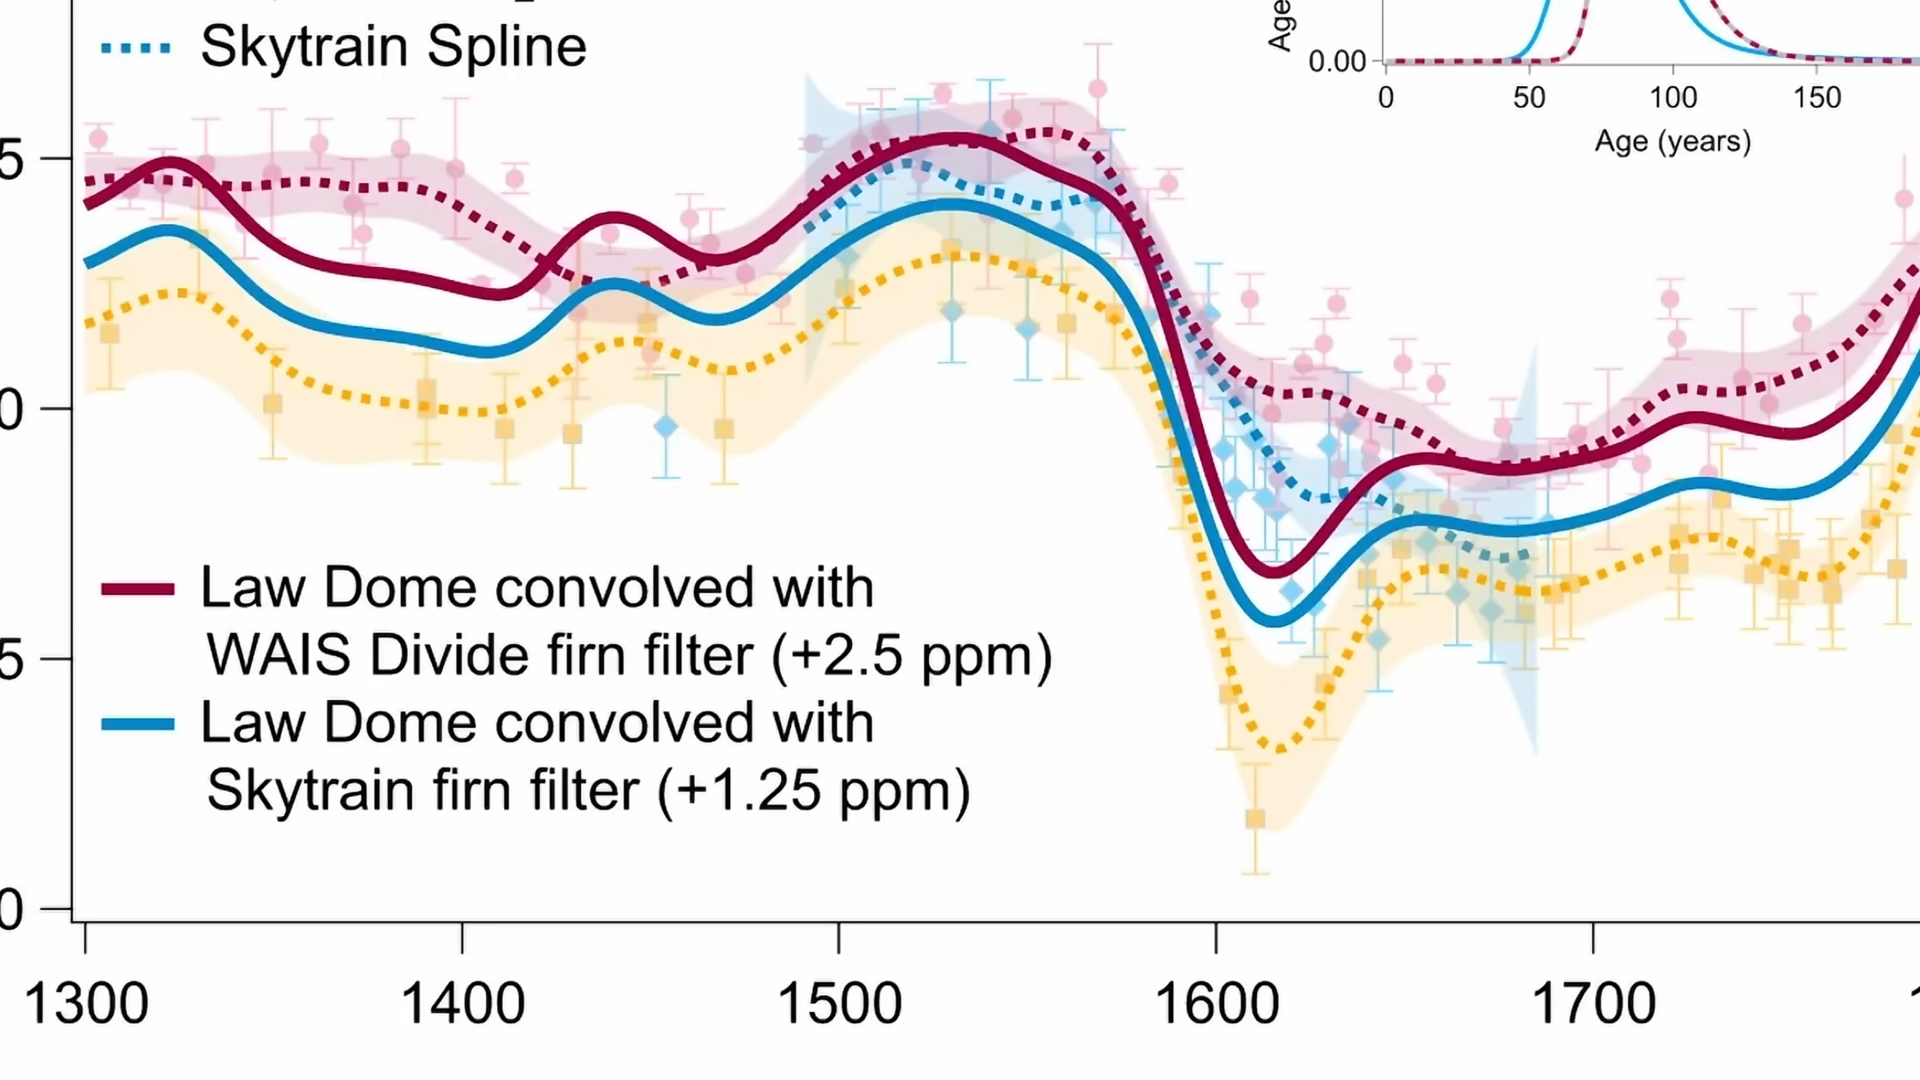 Skytrain Spline
Age
0.00
0 50 100 150
Age (years)
5
0
5
0
Law Dome convolved with
WAIS Divide firn filter (+2.5 ppm)
Law Dome convolved with
Skytrain firn filter (+1.25 ppm)
1300 1400 1500 1600 1700